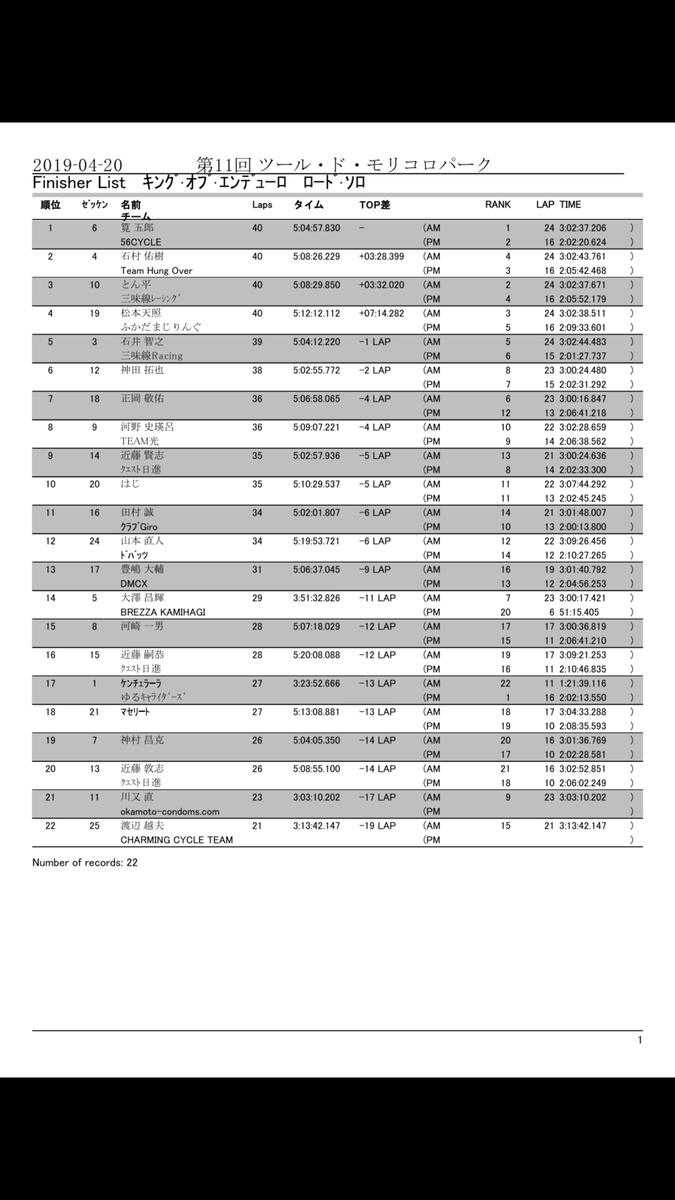 2019-04-20 第11回 ツール・ド・モリコロパーク
Finisher List キング・オブ・エンデューロ ロード・ソロ
順位 ゼッケン 名前 Laps タイム TOP差 RANK LAP TIME
チーム
1 6 筧 五郎 40 5:04:57.830 - (AM 1 24 3:02:37.206 )
56CYCLE (PM 2 16 2:02:20.624 )
2 4 石村 佑樹 40 5:08:26.229 +03:28.399 (AM 4 24 3:02:43.761 )
Team Hung Over (PM 3 16 2:05:42.468 )
3 10 とん平 40 5:08:29.850 +03:32.020 (AM 2 24 3:02:37.671 )
三味線レーシング (PM 4 16 2:05:52.179 )
4 19 松本天照 40 5:12:12.112 +07:14.282 (AM 3 24 3:02:38.511 )
ふかだまじりんぐ (PM 5 16 2:09:33.601 )
5 3 石井 智之 39 5:04:12.220 -1 LAP (AM 5 24 3:02:44.483 )
三味線Racing (PM 6 15 2:01:27.737 )
6 12 神田 拓也 38 5:02:55.772 -2 LAP (AM 8 23 3:00:24.480 )
(PM 7 15 2:02:31.292 )
7 18 正岡 敬佑 36 5:06:58.065 -4 LAP (AM 6 23 3:00:16.847 )
(PM 12 13 2:06:41.218 )
8 9 河野 史瑛呂 36 5:09:07.221 -4 LAP (AM 10 22 3:02:28.659 )
TEAM光 (PM 9 14 2:06:38.562 )
9 14 近藤 賢志 35 5:02:57.936 -5 LAP (AM 13 21 3:00:24.636 )
クエスト日進 (PM 8 14 2:02:33.300 )
10 20 はじ 35 5:10:29.537 -5 LAP (AM 11 22 3:07:44.292 )
(PM 11 13 2:02:45.245 )
11 16 田村 誠 34 5:02:01.807 -6 LAP (AM 14 21 3:01:48.007 )
クラブGiro (PM 10 13 2:00:13.800 )
12 24 山本 直人 34 5:19:53.721 -6 LAP (AM 12 22 3:09:26.456 )
ドバッツ (PM 14 12 2:10:27.265 )
13 17 豊嶋 大輔 31 5:06:37.045 -9 LAP (AM 16 19 3:01:40.792 )
DMCX (PM 13 12 2:04:56.253 )
14 5 大澤 昌輝 29 3:51:32.826 -11 LAP (AM 7 23 3:00:17.421 )
BREZZA KAMIHAGI (PM 20 6 51:15.405 )
15 8 河崎 一男 28 5:07:18.029 -12 LAP (AM 17 17 3:00:36.819 )
(PM 15 11 2:06:41.210 )
16 15 近藤 嗣恭 28 5:20:08.088 -12 LAP (AM 19 17 3:09:21.253 )
クエスト日進 (PM 16 11 2:10:46.835 )
17 1 ケンチェラーラ 27 3:23:52.666 -13 LAP (AM 22 11 1:21:39.116 )
ゆるキャライダーズ (PM 1 16 2:02:13.550 )
18 21 マセリート 27 5:13:08.881 -13 LAP (AM 18 17 3:04:33.288 )
(PM 19 10 2:08:35.593 )
19 7 神村 昌克 26 5:04:05.350 -14 LAP (AM 20 16 3:01:36.769 )
(PM 17 10 2:02:28.581 )
20 13 近藤 敦志 26 5:08:55.100 -14 LAP (AM 21 16 3:02:52.851 )
クエスト日進 (PM 18 10 2:06:02.249 )
21 11 川又 直 23 3:03:10.202 -17 LAP (AM 9 23 3:03:10.202 )
okamoto-condoms.com (PM )
22 25 渡辺 越夫 21 3:13:42.147 -19 LAP (AM 15 21 3:13:42.147 )
CHARMING CYCLE TEAM (PM )
Number of records: 22
1